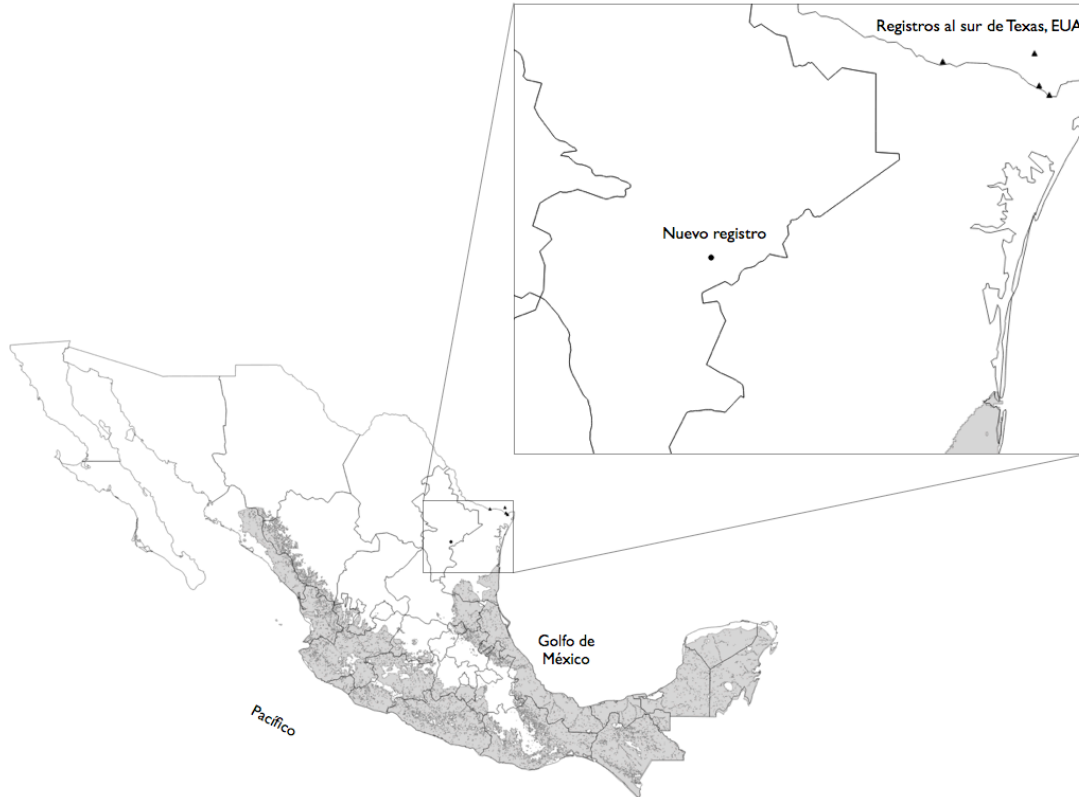 Registros al sur de Texas, EUA
Nuevo registro
Golfo de
México
Pacífico